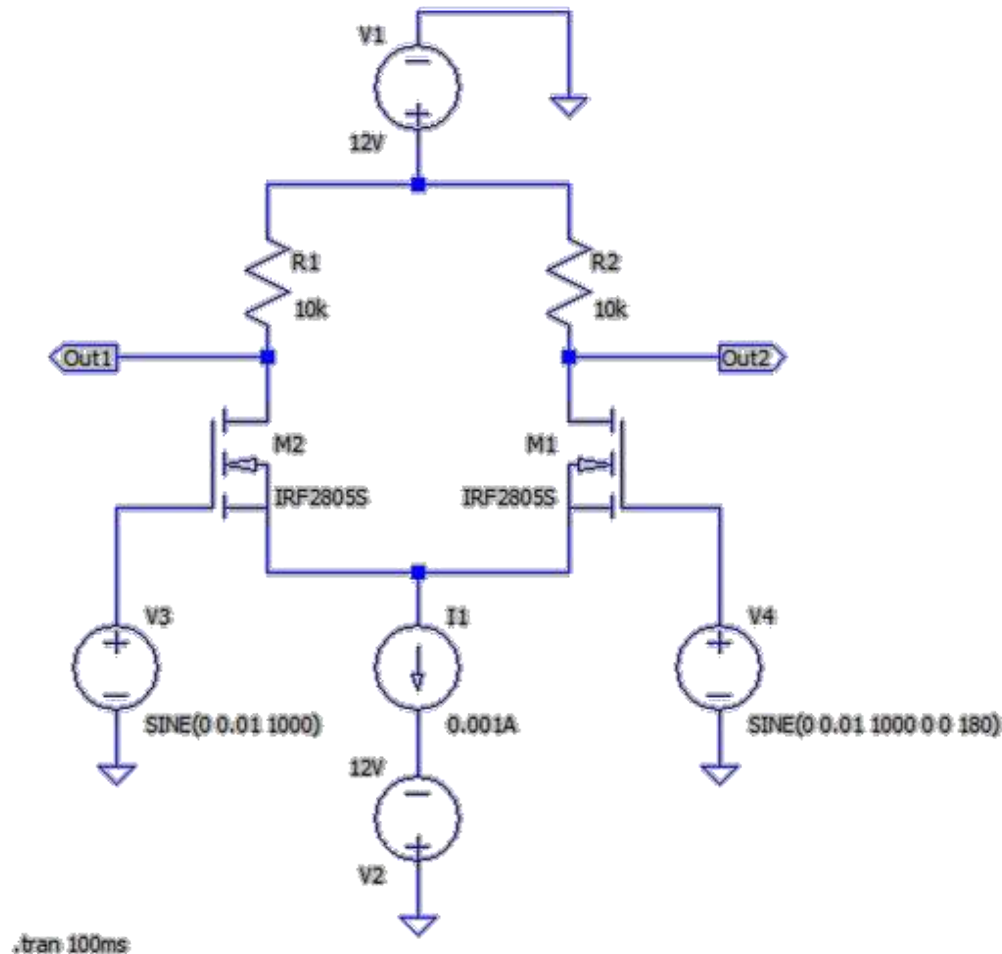 V1
12V
R1
10k
R2
10k
Out1
Out2
M2
IRF2805S
M1
IRF2805S
V3
SINE(0 0.01 1000)
I1
0.001A
V4
SINE(0 0.01 1000 0 0 180)
12V
V2
.tran 100ms